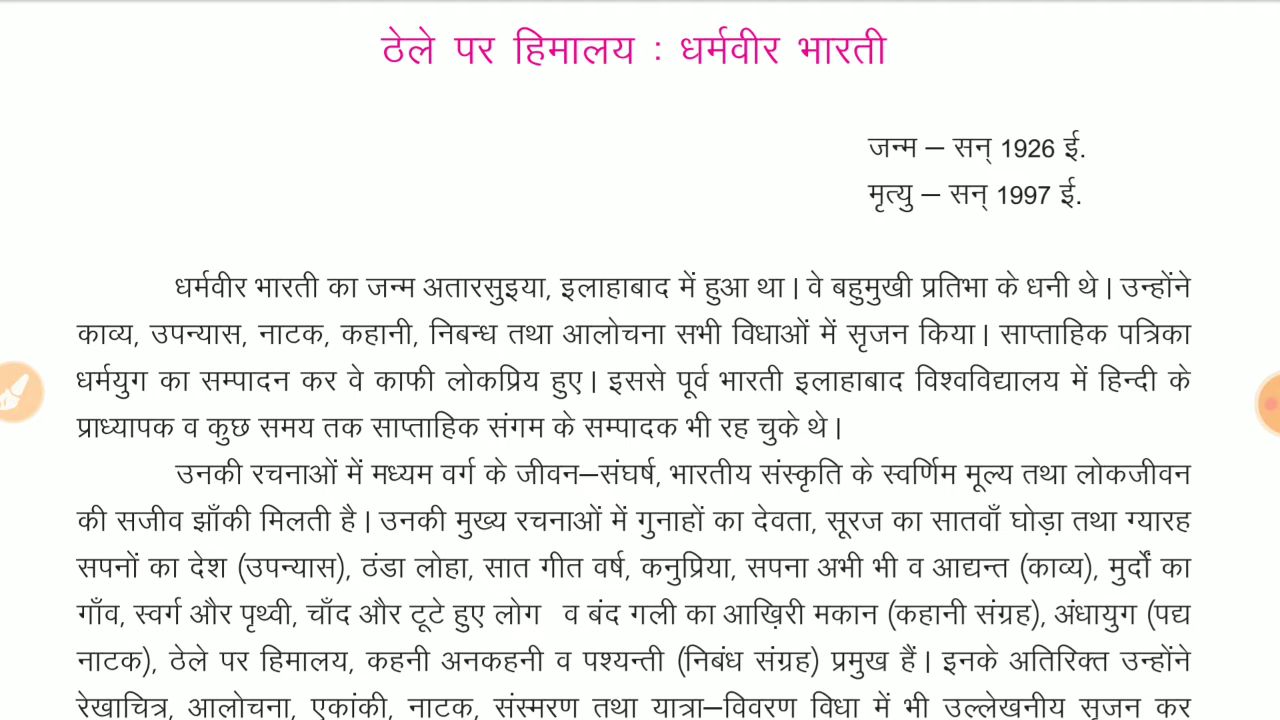 ठेले पर हिमालय : धर्मवीर भारती
जन्म – सन् 1926 ई.
मृत्यु – सन् 1997 ई.
धर्मवीर भारती का जन्म अतारसुइया, इलाहाबाद में हुआ था। वे बहुमुखी प्रतिभा के धनी थे। उन्होंने
काव्य, उपन्यास, नाटक, कहानी, निबन्ध तथा आलोचना सभी विधाओं में सृजन किया। साप्ताहिक पत्रिका
धर्मयुग का सम्पादन कर वे काफी लोकप्रिय हुए। इससे पूर्व भारती इलाहाबाद विश्वविद्यालय में हिन्दी के
प्राध्यापक व कुछ समय तक साप्ताहिक संगम के सम्पादक भी रह चुके थे।
उनकी रचनाओं में मध्यम वर्ग के जीवन–संघर्ष, भारतीय संस्कृति के स्वर्णिम मूल्य तथा लोकजीवन
की सजीव झाँकी मिलती है। उनकी मुख्य रचनाओं में गुनाहों का देवता, सूरज का सातवाँ घोड़ा तथा ग्यारह
सपनों का देश (उपन्यास), ठंडा लोहा, सात गीत वर्ष, कनुप्रिया, सपना अभी भी व आद्यन्त (काव्य), मुर्दों का
गाँव, स्वर्ग और पृथ्वी, चाँद और टूटे हुए लोग व बंद गली का आख़िरी मकान (कहानी संग्रह), अंधायुग (पद्य
नाटक), ठेले पर हिमालय, कहनी अनकहनी व पश्यन्ती (निबंध संग्रह) प्रमुख हैं। इनके अतिरिक्त उन्होंने
रेखाचित्र, आलोचना, एकांकी, नाटक, संस्मरण तथा यात्रा–विवरण विधा में भी उल्लेखनीय सृजन कर